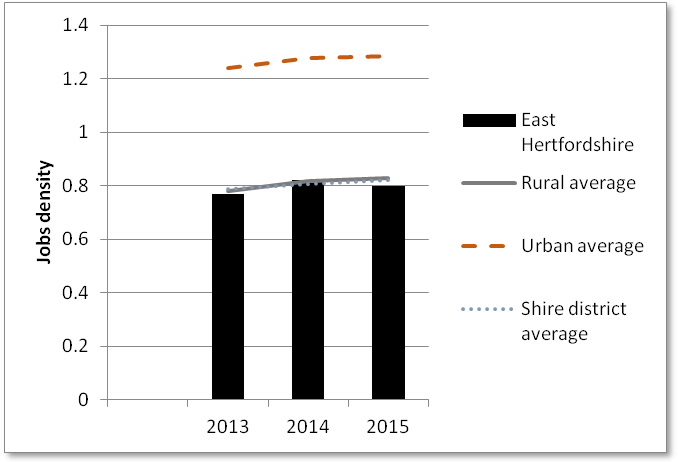 Jobs density
1.4
1.2
1
0.8
0.6
0.4
0.2
0
2013 2014 2015
East
Hertfordshire
Rural average
Urban average
Shire district
average